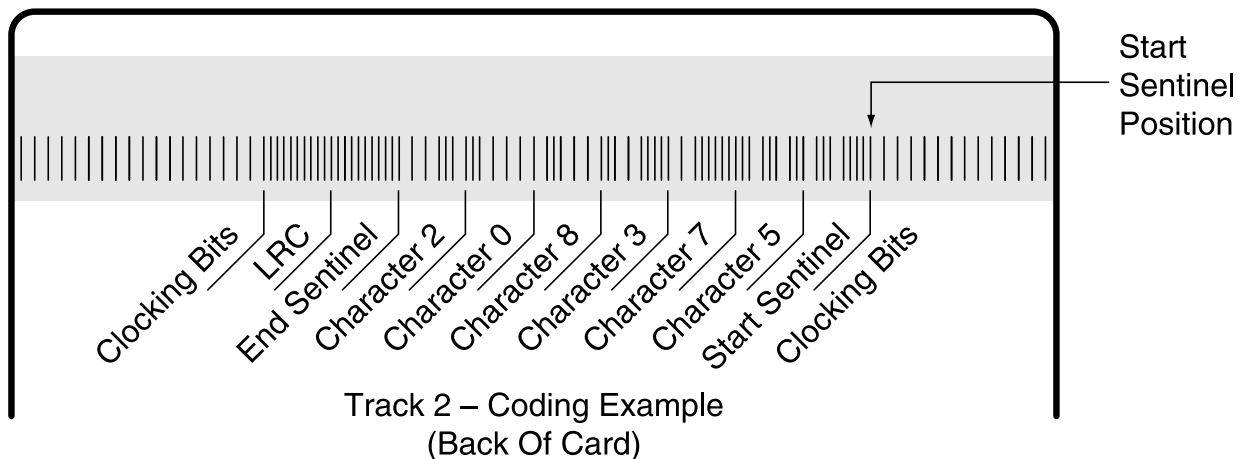 Start
Sentinel
Position
Clocking Bits
LRC
End Sentinel
Character 2
Character 0
Character 8
Character 3
Character 7
Character 5
Start Sentinel
Clocking Bits
Track 2 – Coding Example
(Back Of Card)